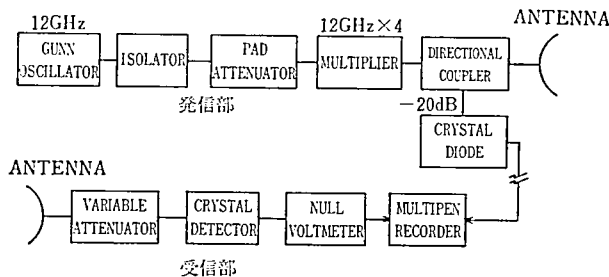 12GHz
GUNN
OSCILLATOR
ISOLATOR
PAD
ATTENUATOR
12GHz×4
MULTIPLIER
DIRECTIONAL
COUPLER
ANTENNA
発信部
−20dB
CRYSTAL
DIODE
ANTENNA
VARIABLE
ATTENUATOR
CRYSTAL
DETECTOR
NULL
VOLTMETER
MULTIPEN
RECORDER
受信部